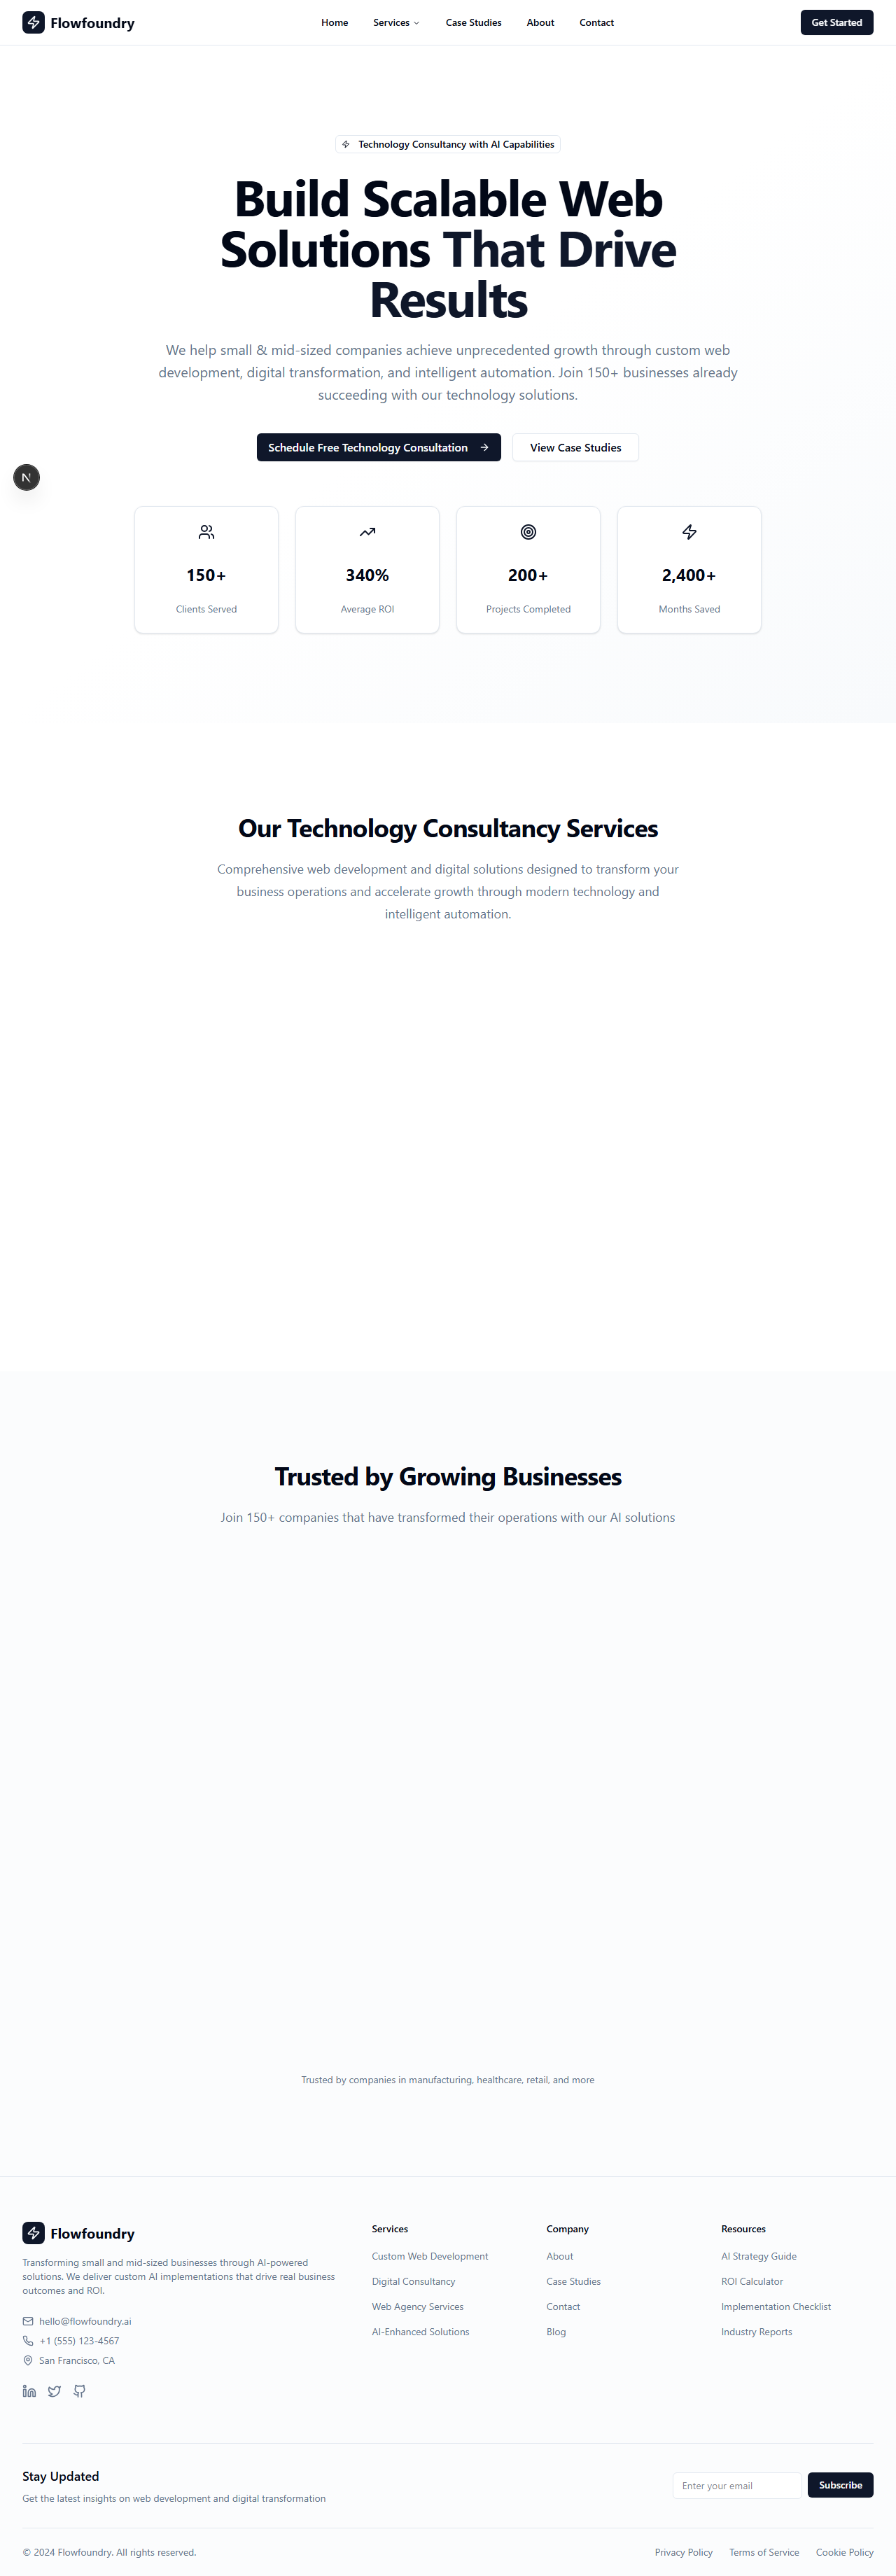 Flowfoundry
Home
Services
Case Studies
About
Contact
Get Started
Technology Consultancy with AI Capabilities
Build Scalable Web
Solutions That Drive
Results
We help small & mid-sized companies achieve unprecedented growth through custom web
development, digital transformation, and intelligent automation. Join 150+ businesses already
succeeding with our technology solutions.
Schedule Free Technology Consultation
View Case Studies
N
150+
Clients Served
340%
Average ROI
200+
Projects Completed
2,400+
Months Saved
Our Technology Consultancy Services
Comprehensive web development and digital solutions designed to transform your
business operations and accelerate growth through modern technology and
intelligent automation.
Trusted by Growing Businesses
Join 150+ companies that have transformed their operations with our AI solutions
Trusted by companies in manufacturing, healthcare, retail, and more
Flowfoundry
Transforming small and mid-sized businesses through AI-powered
solutions. We deliver custom AI implementations that drive real business
outcomes and ROI.
hello@flowfoundry.ai
+1 (555) 123-4567
San Francisco, CA
Services
Custom Web Development
Digital Consultancy
Web Agency Services
AI-Enhanced Solutions
Company
About
Case Studies
Contact
Blog
Resources
AI Strategy Guide
ROI Calculator
Implementation Checklist
Industry Reports
Stay Updated
Get the latest insights on web development and digital transformation
Enter your email
Subscribe
© 2024 Flowfoundry. All rights reserved.
Privacy Policy
Terms of Service
Cookie Policy